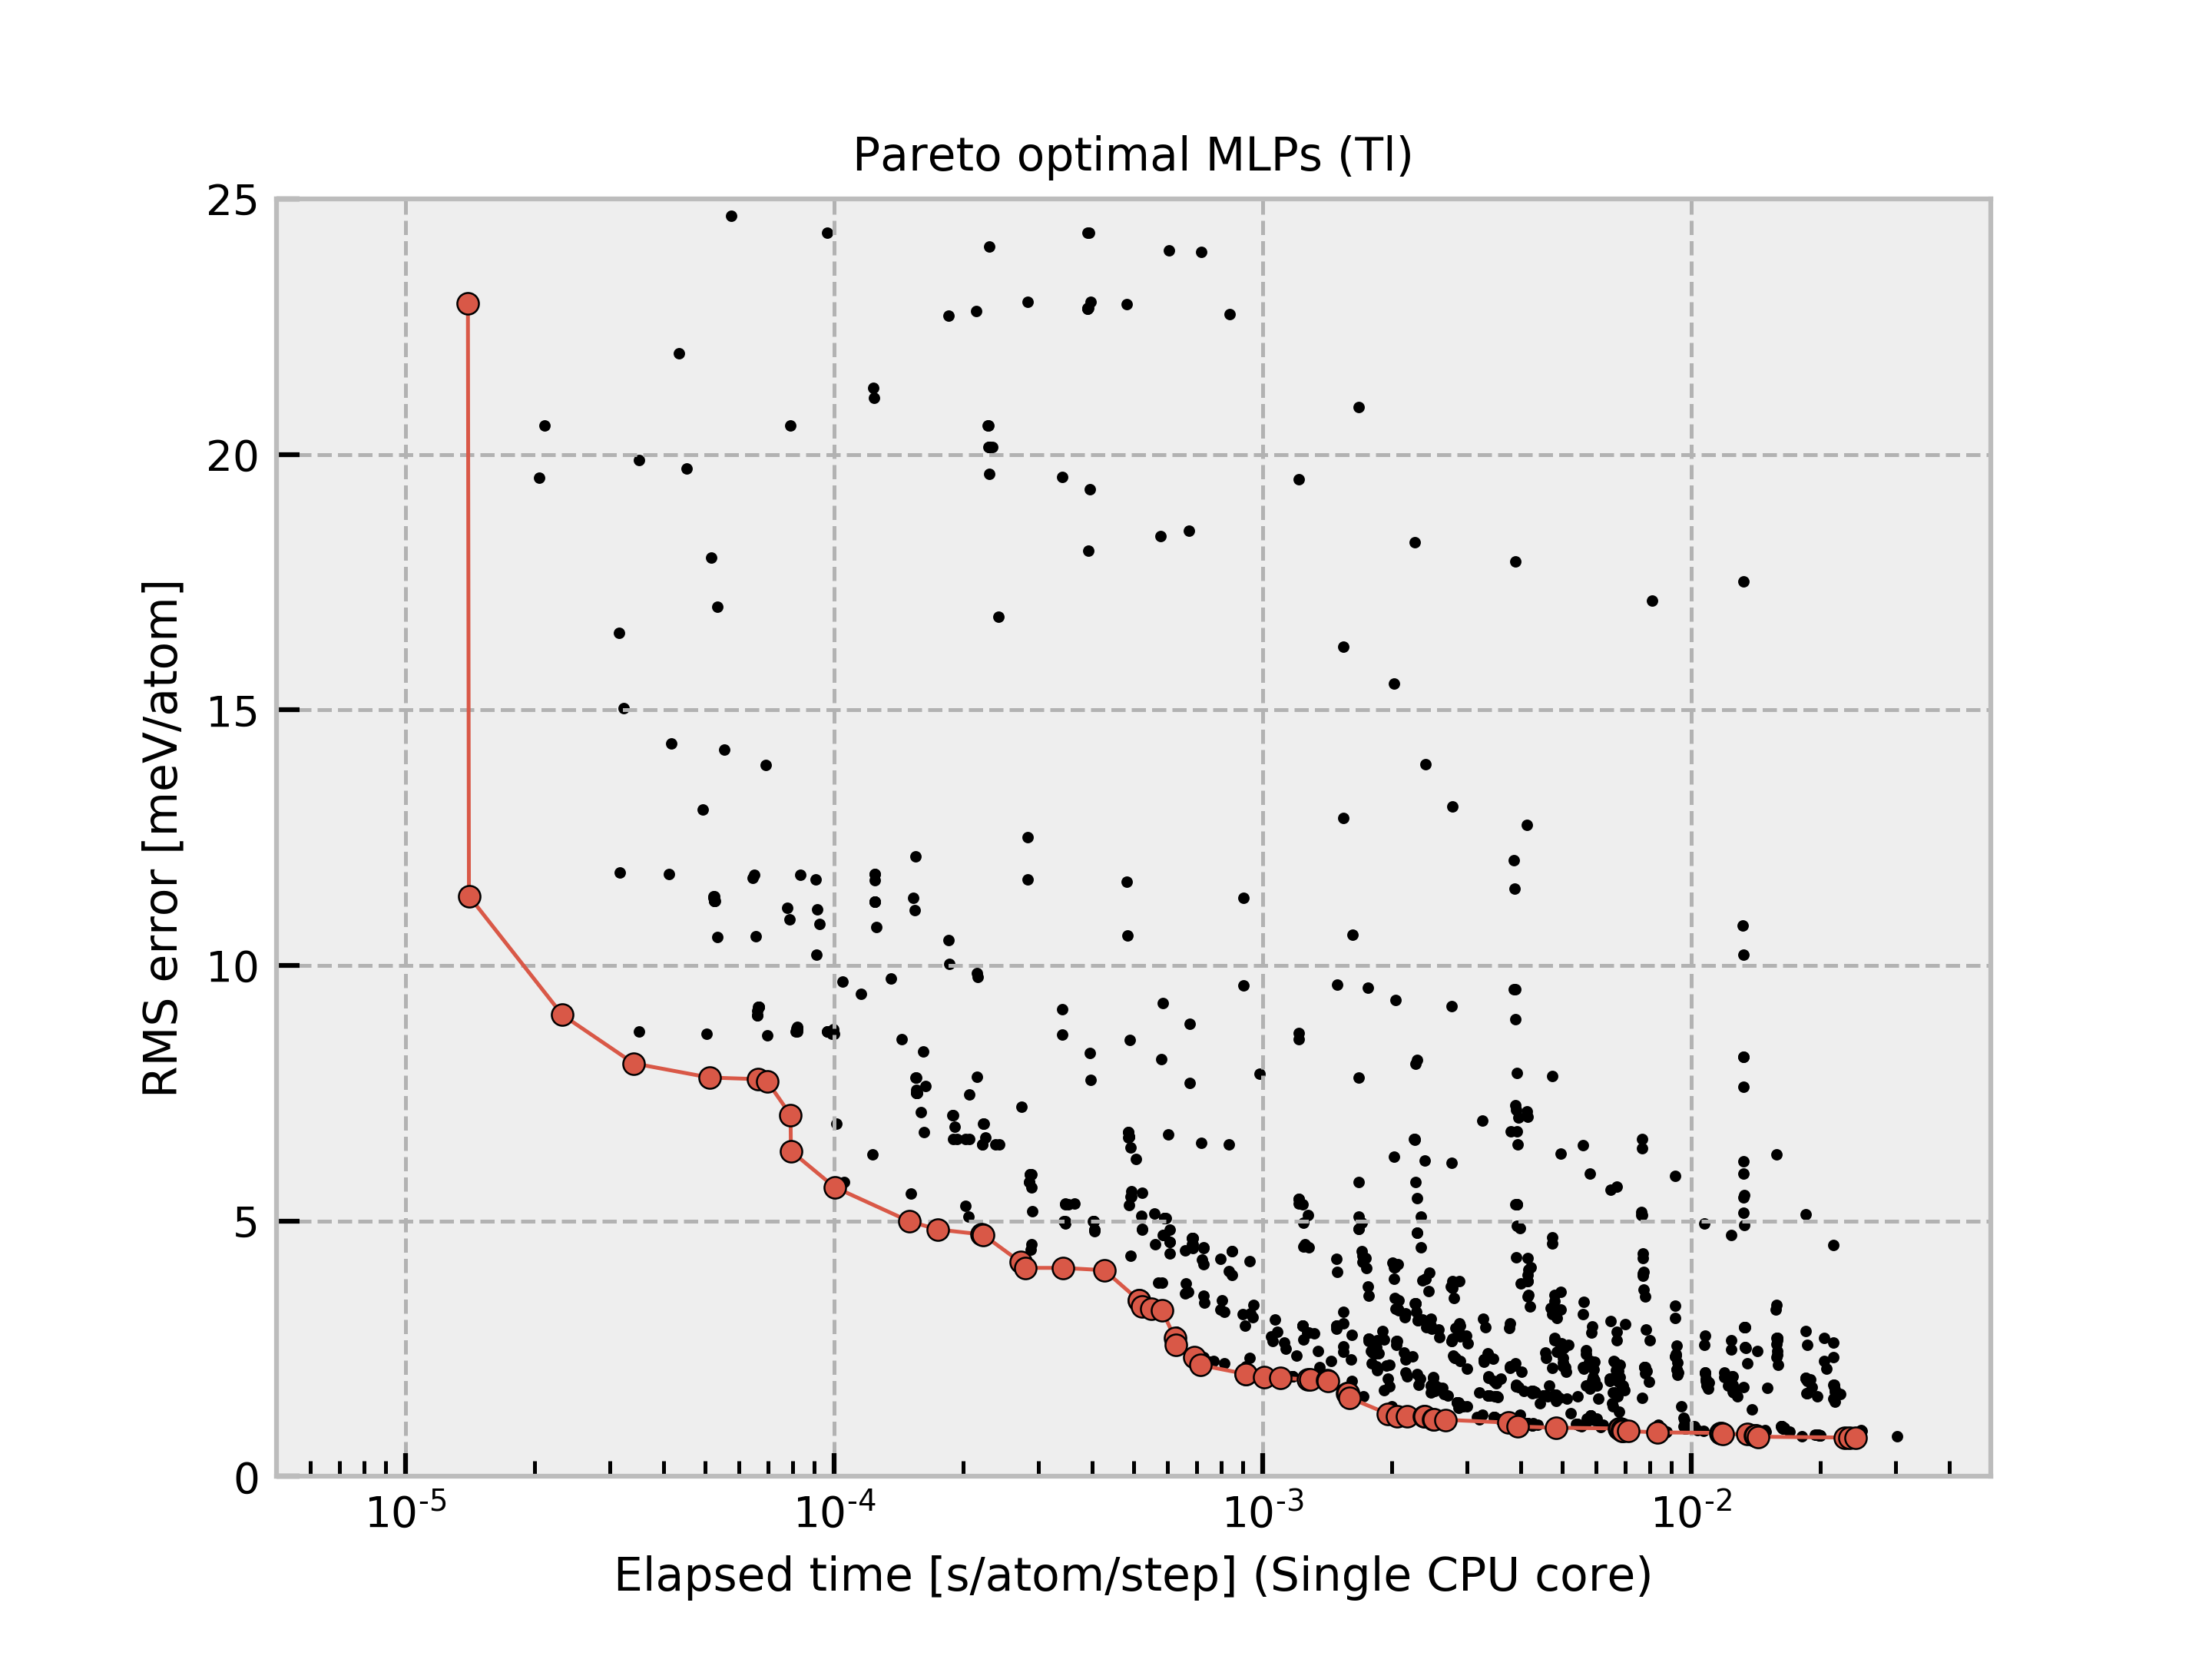 Pareto optimal MLPs (Tl)
25
20
15
10
5
0
RMS error [meV/atom]
10-5 10-4 10-3 10-2
Elapsed time [s/atom/step] (Single CPU core)